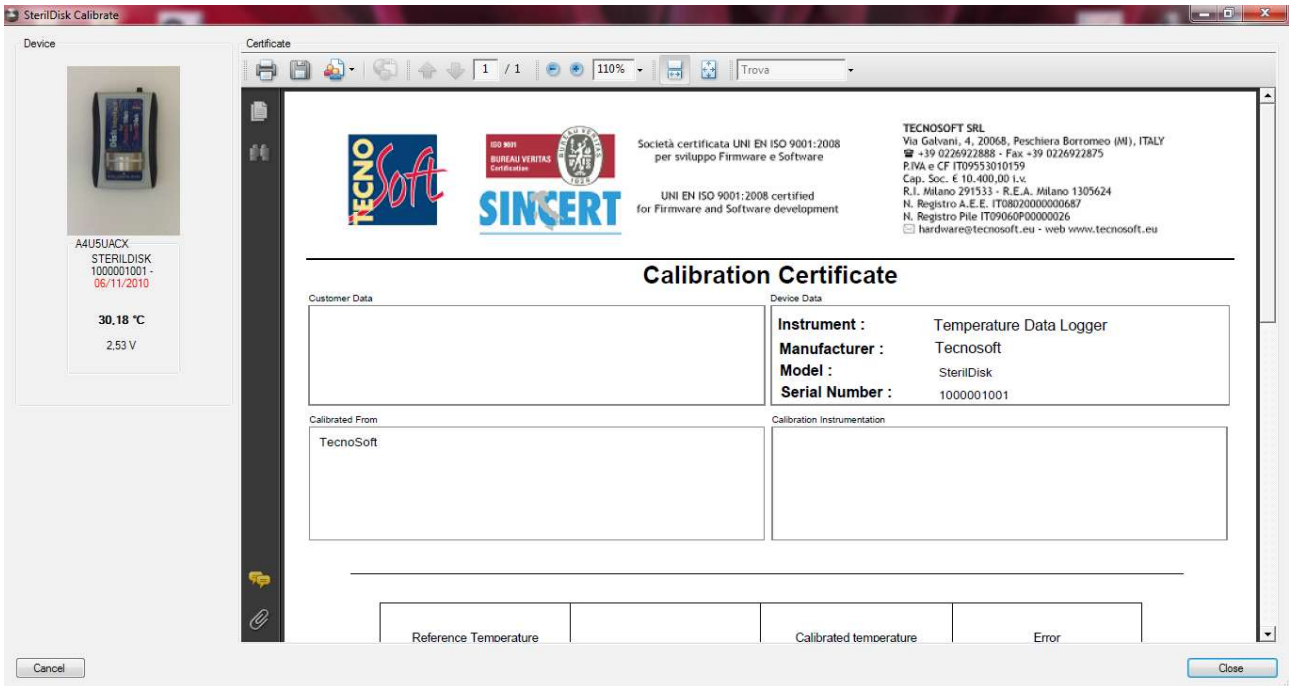 SterilDisk Calibrate
Device
A4U5UACX
STERILDISK
1000001001 -
06/11/2010
30,18 °C
2,53 V
Certificate
1 / 1
110%
Trova
TECNO
Soft
ISO 9001
BUREAU VERITAS
Certification
BUREAU VERITAS
1828
SINCERT
Società certificata UNI EN ISO 9001:2008
per sviluppo Firmware e Software
UNI EN ISO 9001:2008 certified
for Firmware and Software development
TECNOSOFT SRL
Via Galvani, 4, 20068, Peschiera Borromeo (MI), ITALY
+39 0226922888 - Fax +39 0226922875
P.IVA e CF IT09553010159
Cap. Soc. € 10.400,00 i.v.
R.I. Milano 291533 - R.E.A. Milano 1305624
N. Registro A.E.E. IT08020000000687
N. Registro Pile IT09060P00000026
hardware@tecnosoft.eu - web www.tecnosoft.eu
Calibration Certificate
Customer Data
Device Data
Instrument : Temperature Data Logger
Manufacturer : Tecnosoft
Model : SterilDisk
Serial Number : 1000001001
Calibrated From
TecnoSoft
Calibration Instrumentation
Reference Temperature Calibrated temperature Error
Cancel
Close